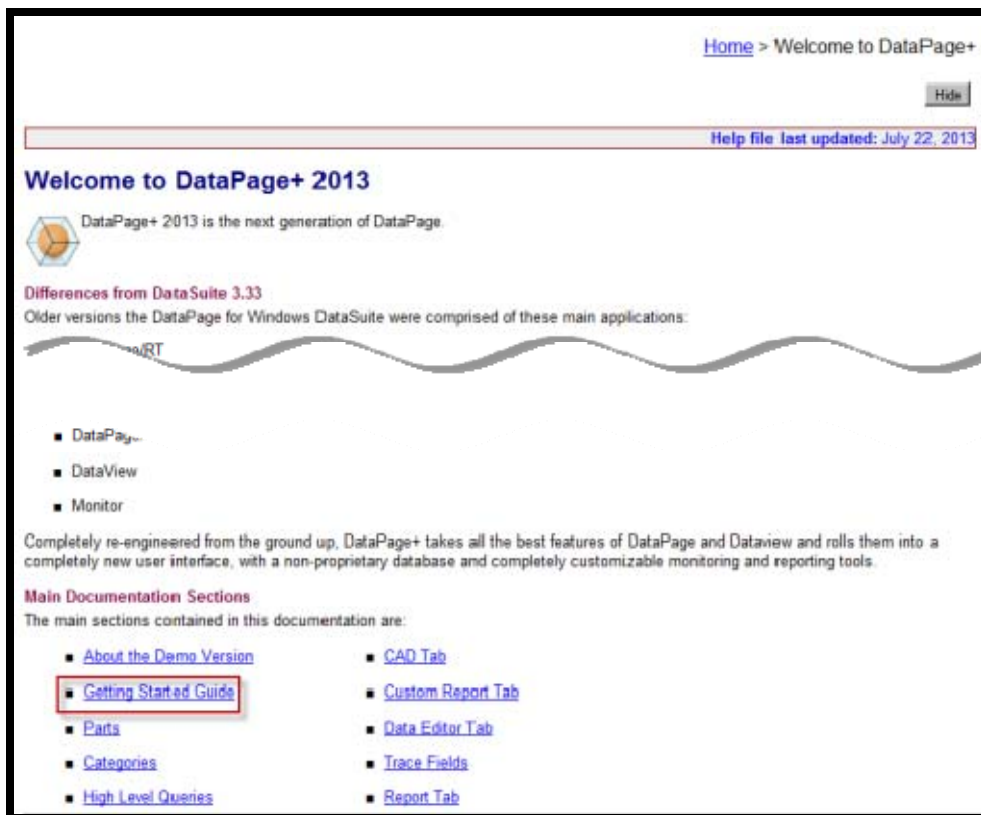 Home > Welcome to DataPage+
Hide
Help file last updated: July 22, 2013
Welcome to DataPage+ 2013
DataPage+ 2013 is the next generation of DataPage.
Differences from DataSuite 3.33
Older versions the DataPage for Windows DataSuite were comprised of these main applications:
/RT
■ DataPag
■ DataView
■ Monitor
Completely re-engineered from the ground up, DataPage+ takes all the best features of DataPage and Dataview and rolls them into a
completely new user interface, with a non-proprietary database and completely customizable monitoring and reporting tools.
Main Documentation Sections
The main sections contained in this documentation are:
■ About the Demo Version
■ Getting Started Guide
■ Parts
■ Categories
■ High Level Queries
■ CAD Tab
■ Custom Report Tab
■ Data Editor Tab
■ Trace Fields
■ Report Tab